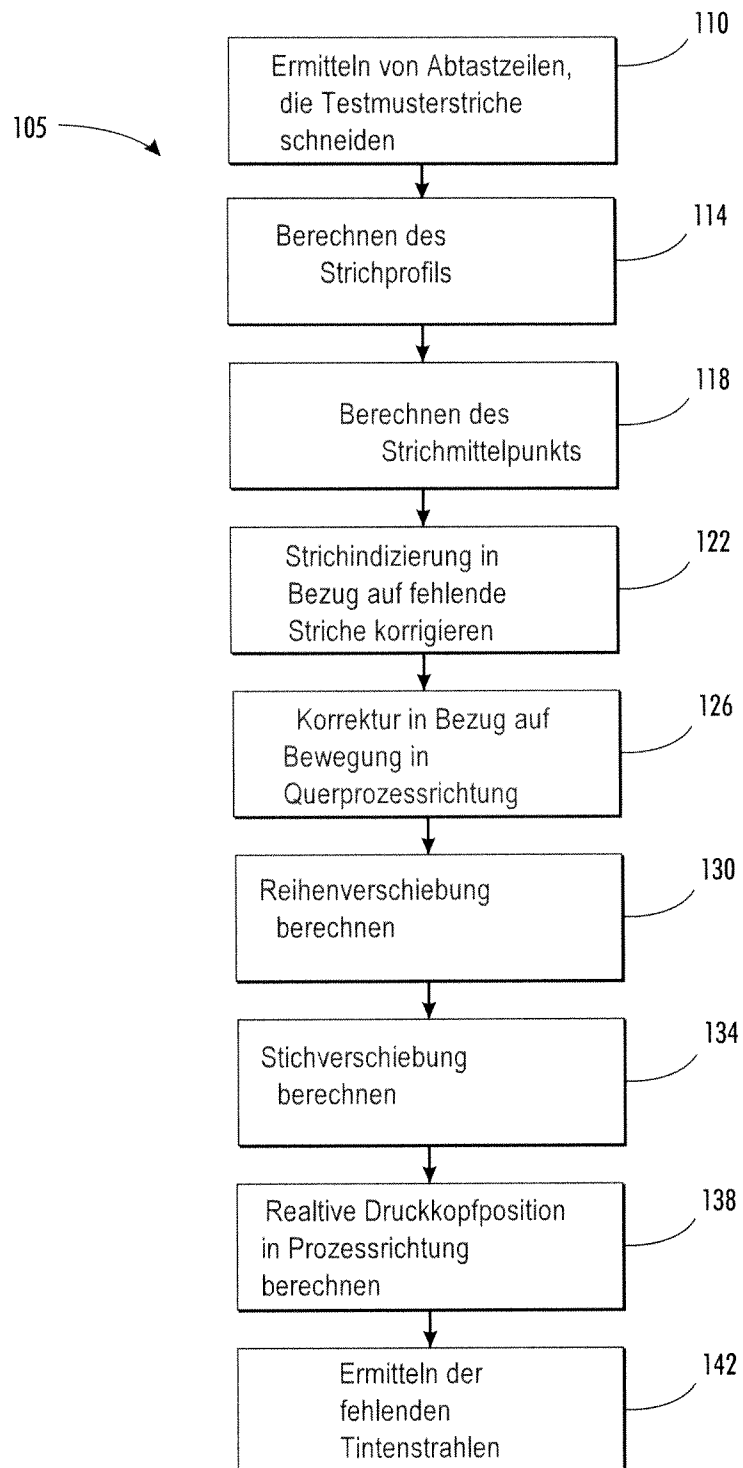 110
Ermitteln von Abtastzeilen,
die Testmusterstriche
schneiden
105
114
Berechnen des
Strichprofils
118
Berechnen des
Strichmittelpunkts
122
Strichindizierung in
Bezug auf fehlende
Striche korrigieren
126
Korrektur in Bezug auf
Bewegung in
Querprozessrichtung
130
Reihenverschiebung
berechnen
134
Stichverschiebung
berechnen
138
Realtive Druckkopfposition
in Prozessrichtung
berechnen
142
Ermitteln der
fehlenden
Tintenstrahlen